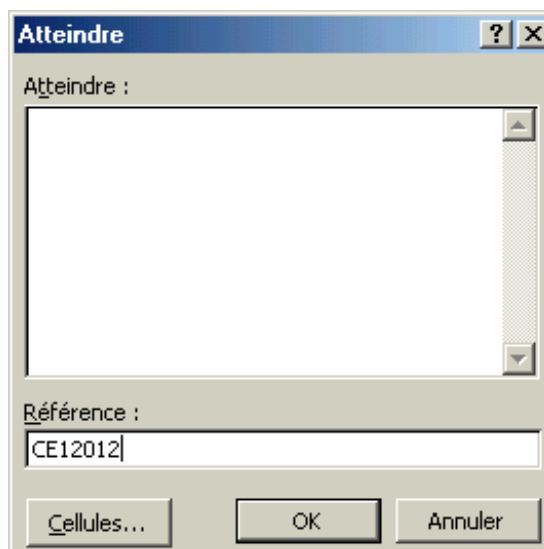 Atteindre
Atteindre :
Référence :
CE12012
Cellules... OK Annuler